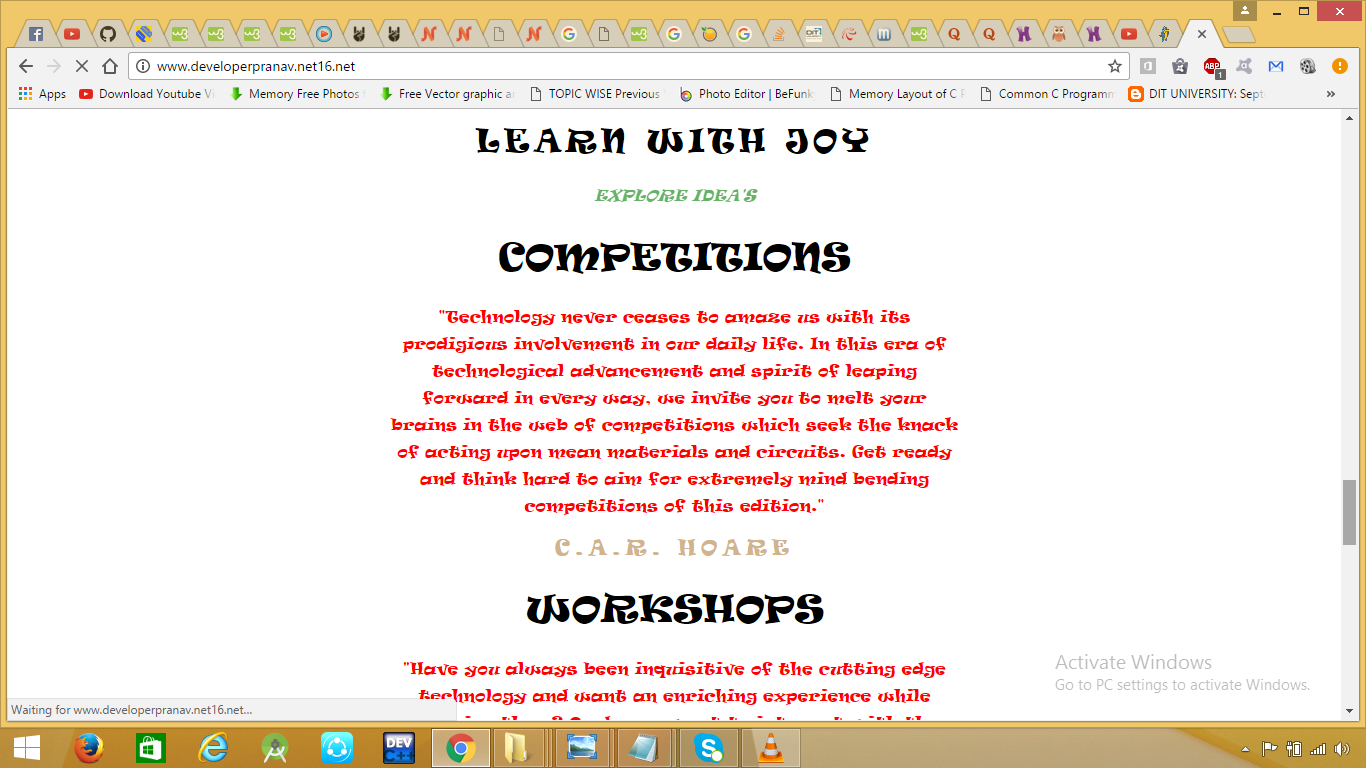 www.developerpranav.net16.net
Apps
Download Youtube Vi
Memory Free Photos f
Free Vector graphic ar
TOPIC WISE Previous
Photo Editor | BeFunk
Memory Layout of C P
Common C Programm
DIT UNIVERSITY: Sept
»
LEARN WITH JOY
EXPLORE IDEA'S
COMPETITIONS
"Technology never ceases to amaze us with its
prodigious involvement in our daily life. In this era of
technological advancement and spirit of leaping
forward in every way, we invite you to melt your
brains in the web of competitions which seek the knack
of acting upon mean materials and circuits. Get ready
and think hard to aim for extremely mind bending
competitions of this edition."
C.A.R. HOARE
WORKSHOPS
"Have you always been inquisitive of the cutting edge
technology and want an enriching experience while
Activate Windows
Go to PC settings to activate Windows.
Waiting for www.developerpranav.net16.net...
DEV
C++